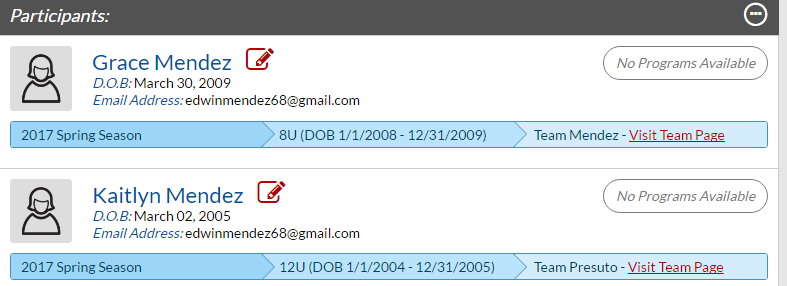 Participants:
Grace Mendez
No Programs Available
D.O.B: March 30, 2009
Email Address: edwinmendez68@gmail.com
2017 Spring Season 8U (DOB 1/1/2008 - 12/31/2009) Team Mendez - Visit Team Page
Kaitlyn Mendez
No Programs Available
D.O.B: March 02, 2005
Email Address: edwinmendez68@gmail.com
2017 Spring Season 12U (DOB 1/1/2004 - 12/31/2005) Team Presuto - Visit Team Page